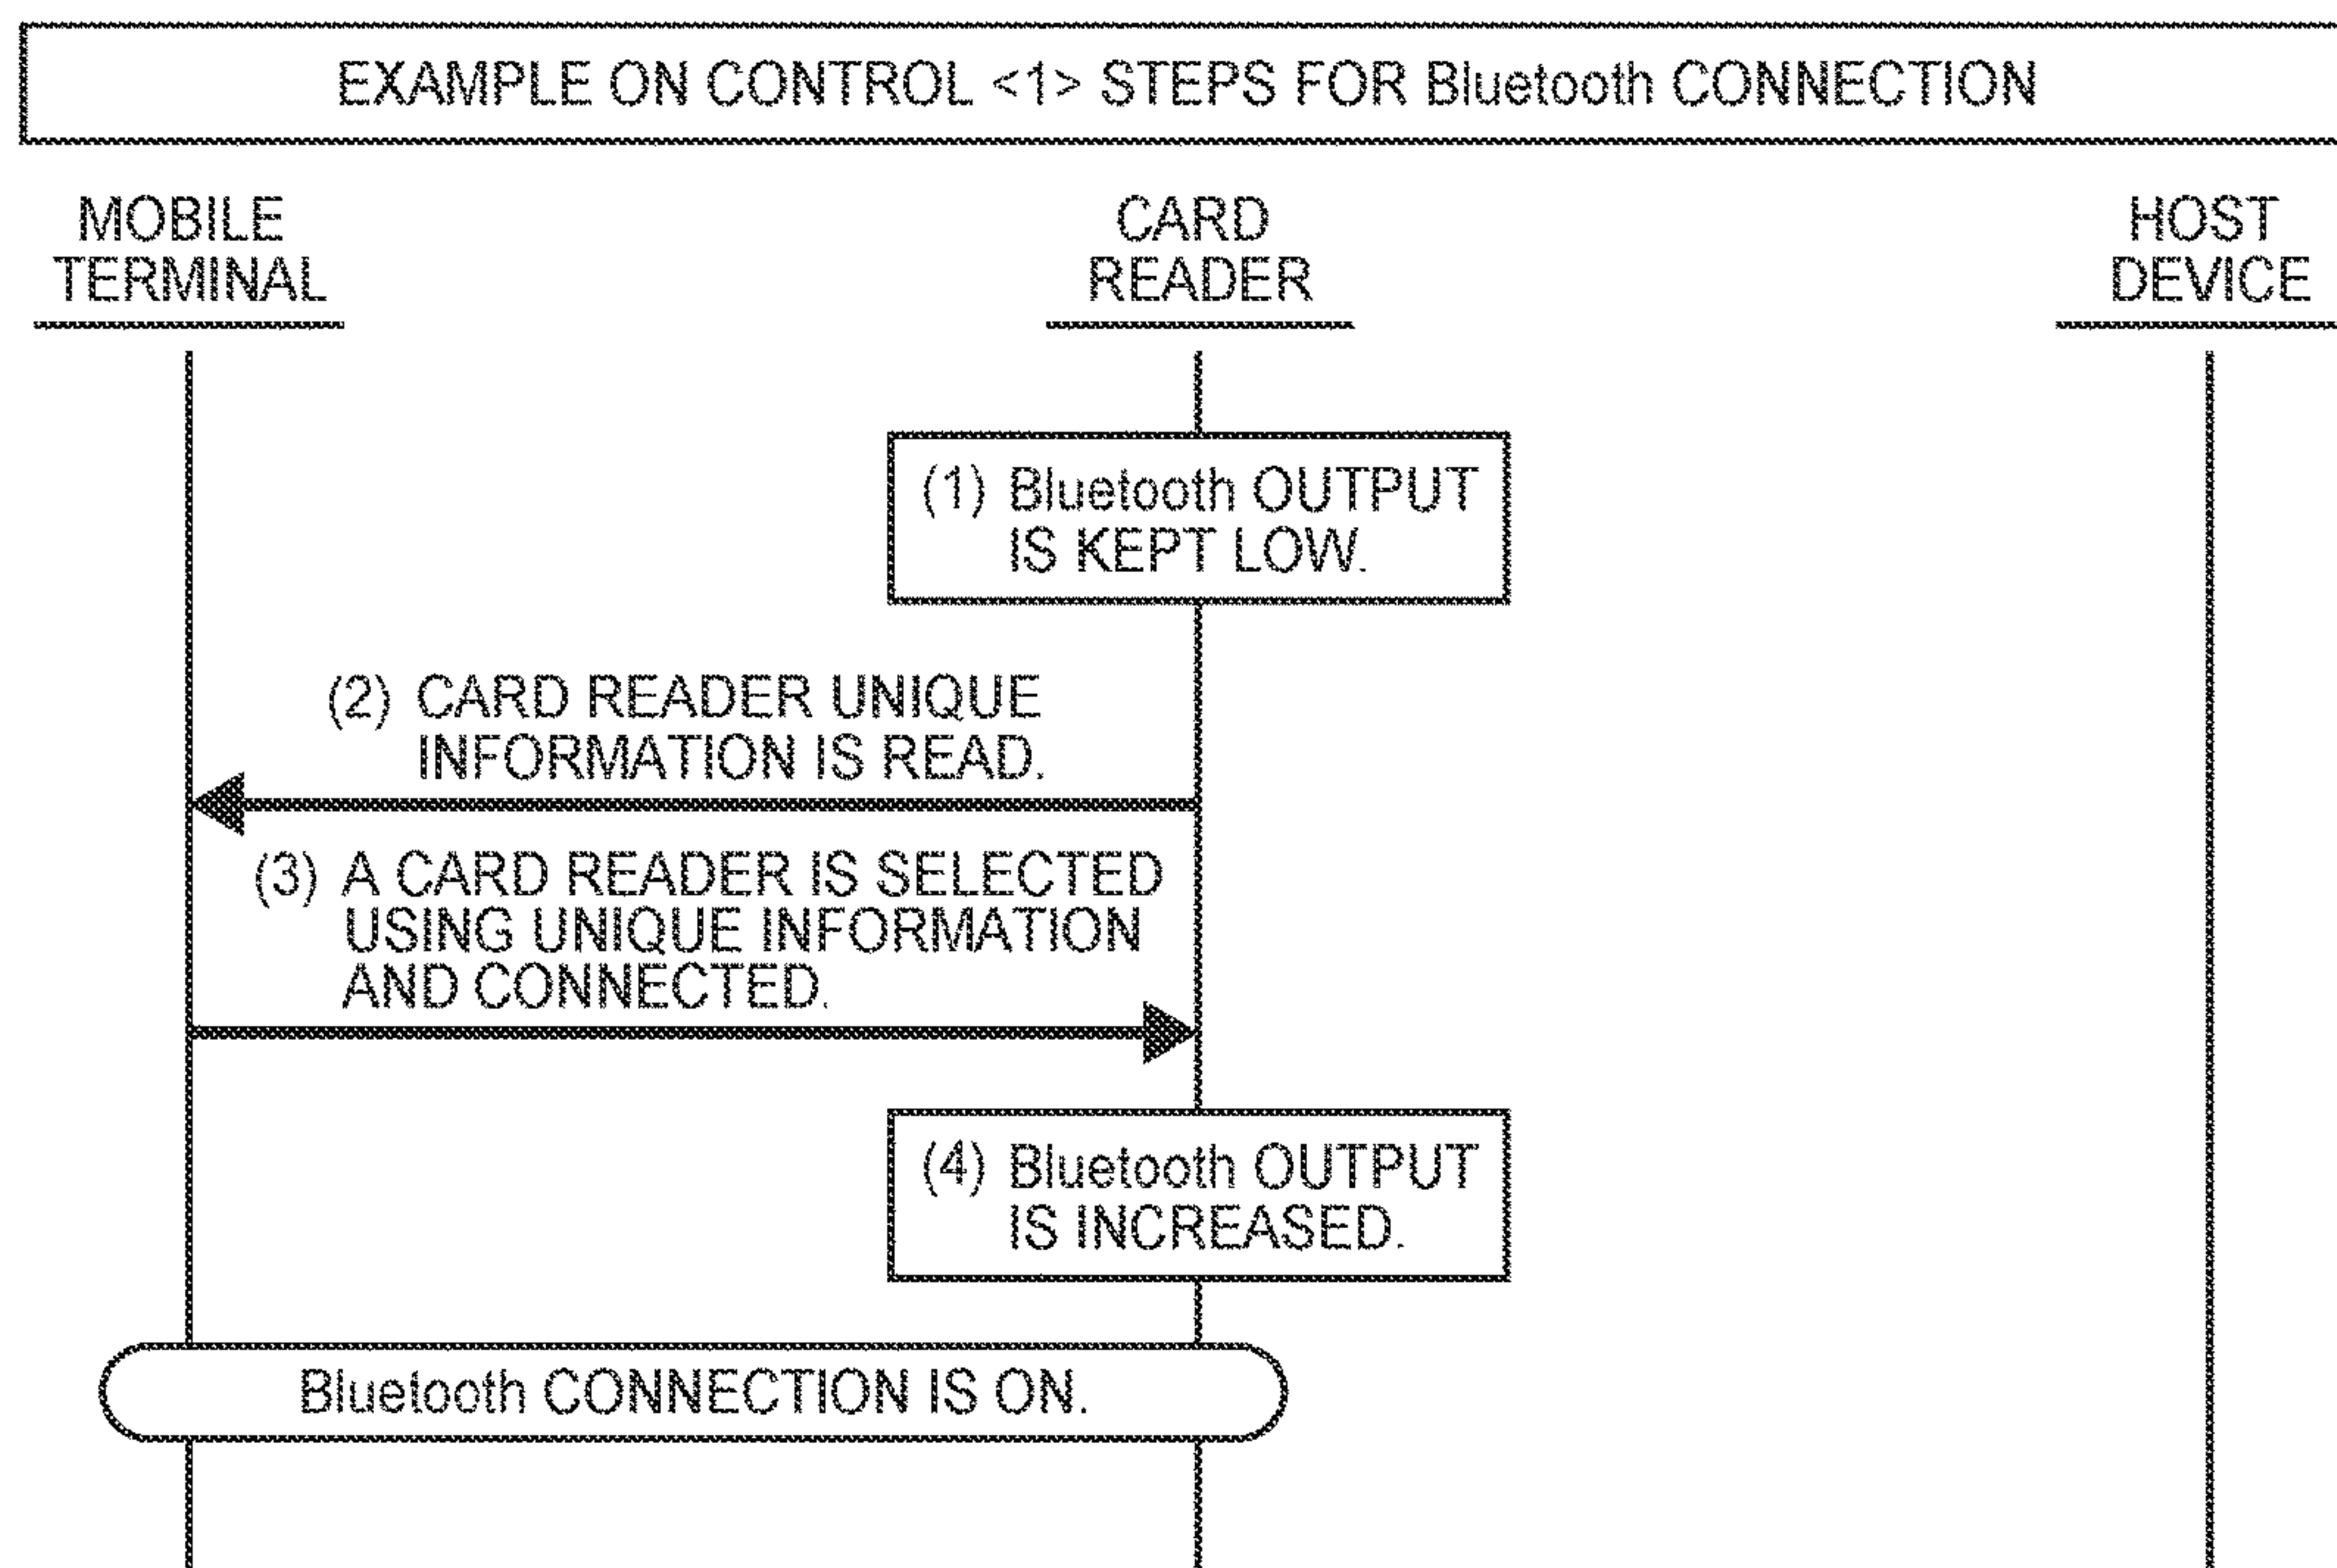 EXAMPLE ON CONTROL <1> STEPS FOR Bluetooth CONNECTION
MOBILE
TERMINAL
CARD
READER
HOST
DEVICE
(1) Bluetooth OUTPUT
IS KEPT LOW.
(2) CARD READER UNIQUE
INFORMATION IS READ.
(3) A CARD READER IS SELECTED
USING UNIQUE INFORMATION
AND CONNECTED.
(4) Bluetooth OUTPUT
IS INCREASED.
Bluetooth CONNECTION IS ON.